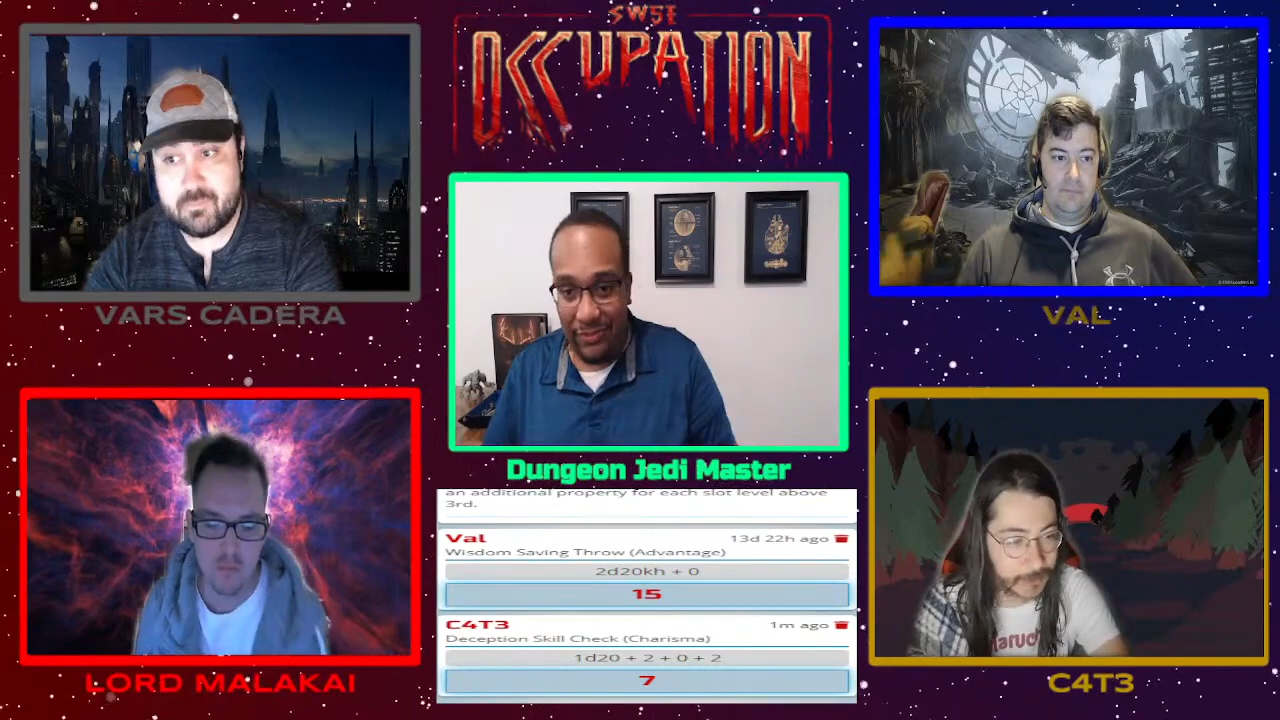 SW5E
OCCUPATION
VARS CADERA
VAL
Dungeon Jedi Master
LORD MALAKAI
C4T3
an additional property for each slot level above
3rd.
Val
13d 22h ago
Wisdom Saving Throw (Advantage)
2d20kh + 0
15
C4T3
1m ago
Deception Skill Check (Charisma)
1d20 + 2 + 0 + 2
7